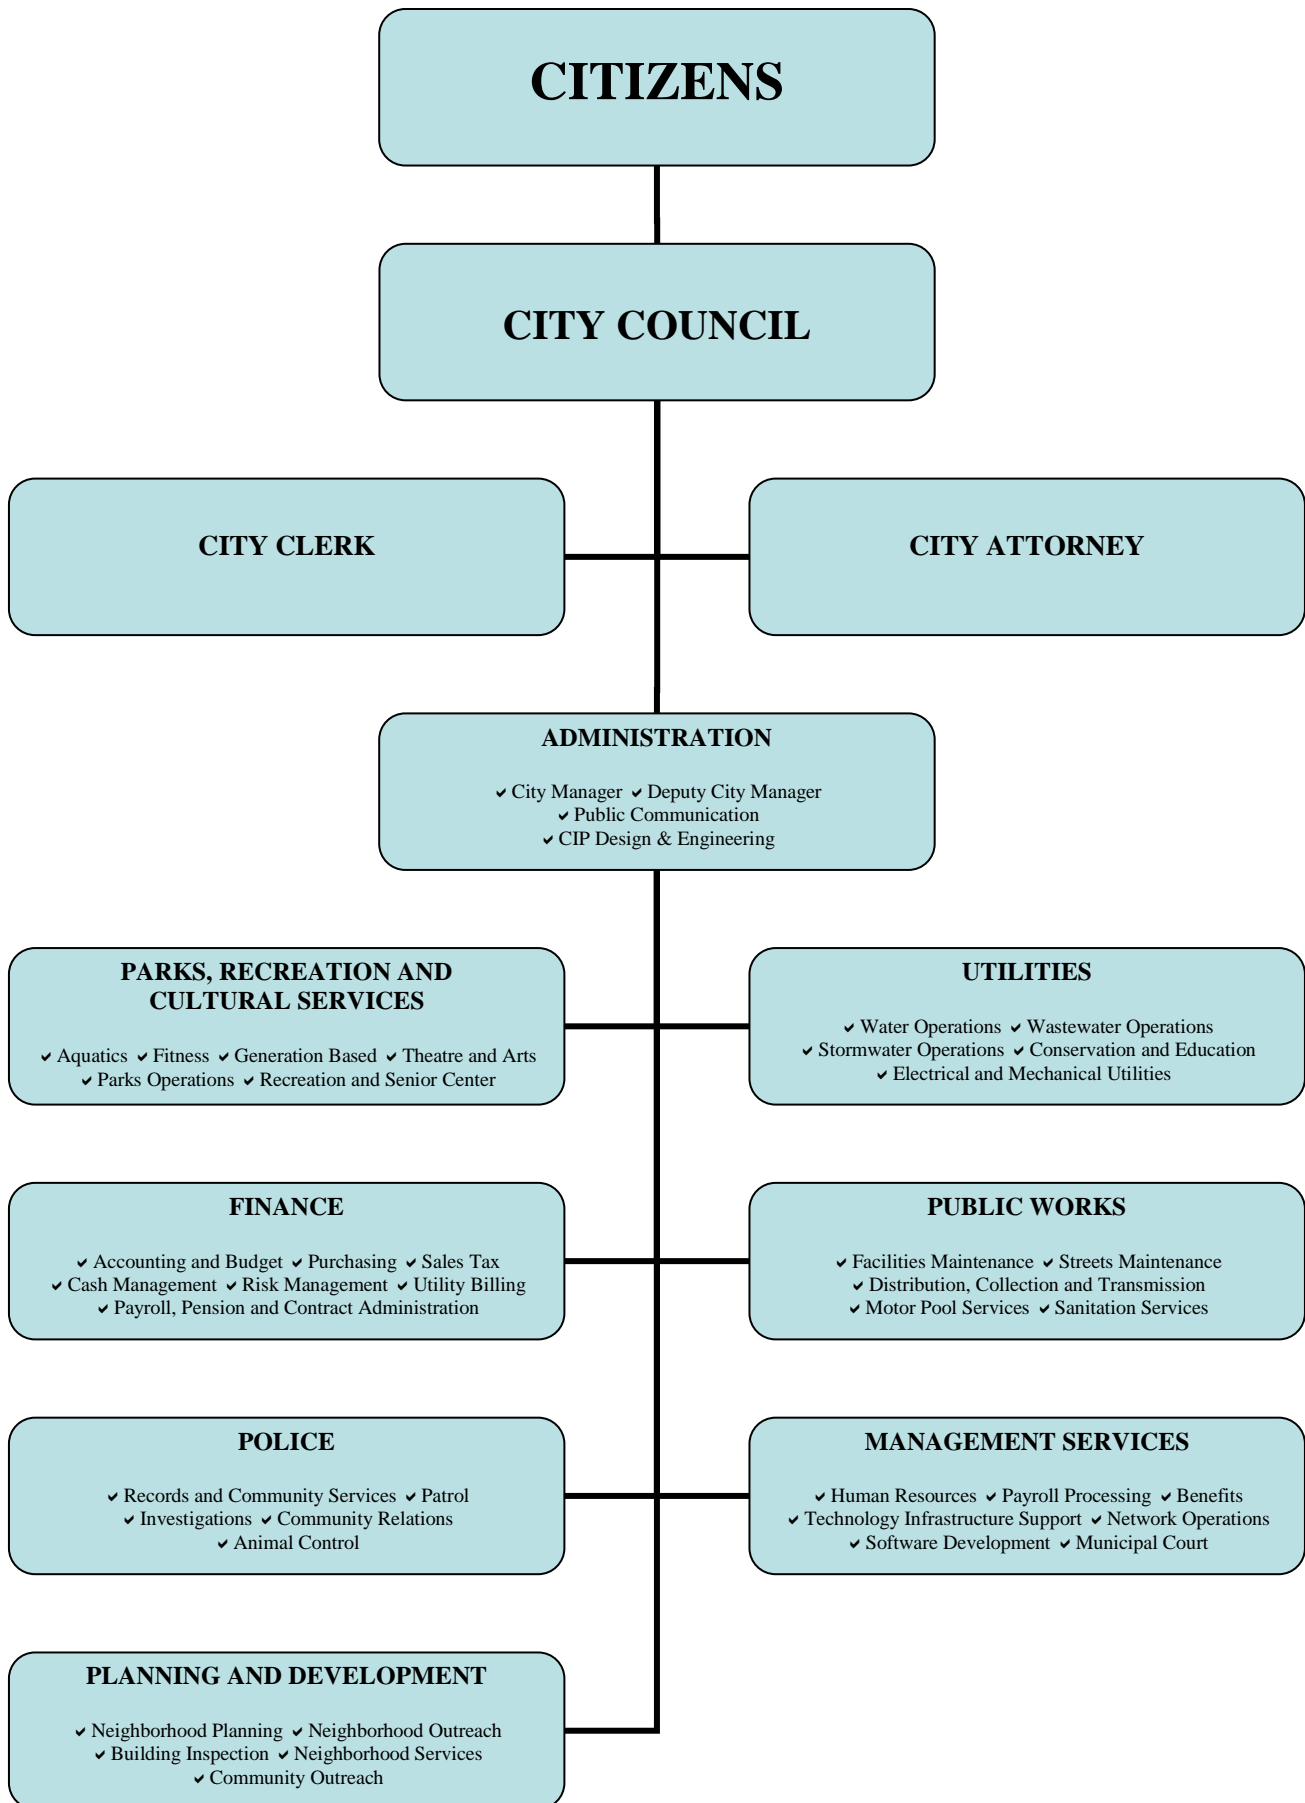 CITIZENS
CITY COUNCIL
CITY CLERK
CITY ATTORNEY
ADMINISTRATION
✔ City Manager ✔ Deputy City Manager
✔ Public Communication
✔ CIP Design & Engineering
PARKS, RECREATION AND
CULTURAL SERVICES
✔ Aquatics ✔ Fitness ✔ Generation Based ✔ Theatre and Arts
✔ Parks Operations ✔ Recreation and Senior Center
UTILITIES
✔ Water Operations ✔ Wastewater Operations
✔ Stormwater Operations ✔ Conservation and Education
✔ Electrical and Mechanical Utilities
FINANCE
✔ Accounting and Budget ✔ Purchasing ✔ Sales Tax
✔ Cash Management ✔ Risk Management ✔ Utility Billing
✔ Payroll, Pension and Contract Administration
PUBLIC WORKS
✔ Facilities Maintenance ✔ Streets Maintenance
✔ Distribution, Collection and Transmission
✔ Motor Pool Services ✔ Sanitation Services
POLICE
✔ Records and Community Services ✔ Patrol
✔ Investigations ✔ Community Relations
✔ Animal Control
MANAGEMENT SERVICES
✔ Human Resources ✔ Payroll Processing ✔ Benefits
✔ Technology Infrastructure Support ✔ Network Operations
✔ Software Development ✔ Municipal Court
PLANNING AND DEVELOPMENT
✔ Neighborhood Planning ✔ Neighborhood Outreach
✔ Building Inspection ✔ Neighborhood Services
✔ Community Outreach